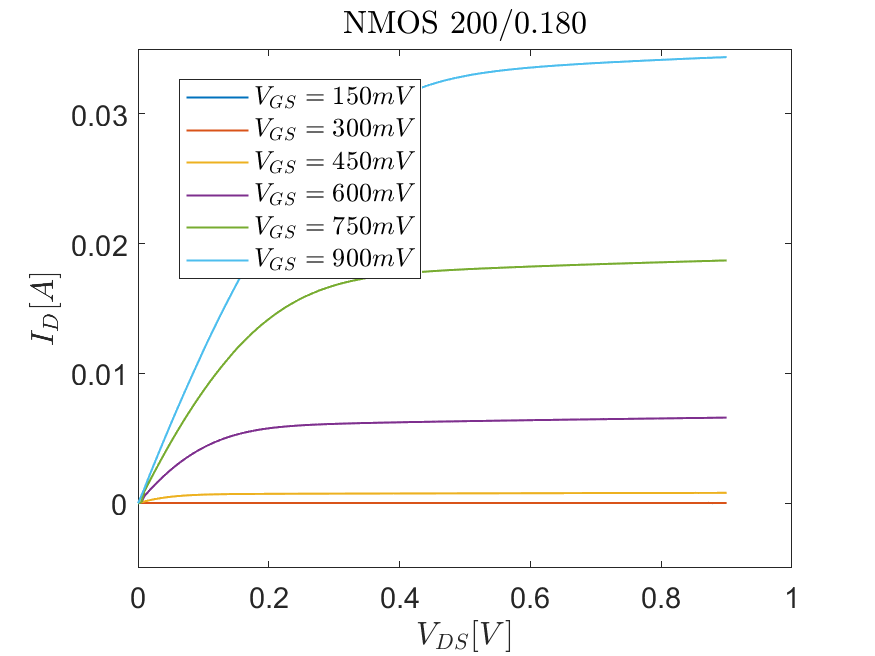 NMOS 200/0.180
V_GS = 150mV
V_GS = 300mV
V_GS = 450mV
V_GS = 600mV
V_GS = 750mV
V_GS = 900mV
0.03
0.02
0.01
0
I_D[A]
0 0.2 0.4 0.6 0.8 1
V_DS[V]